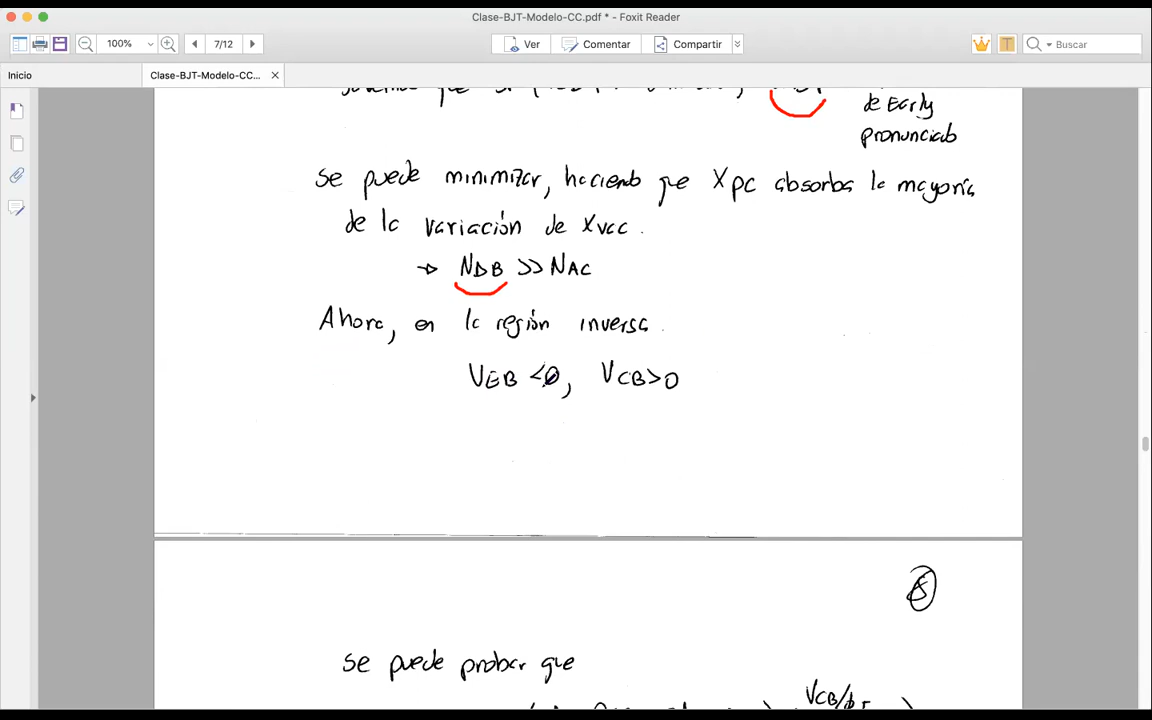 Clase-BJT-Modelo-CC.pdf * - Foxit Reader
100% 7/12 Ver Comentar Compartir Buscar
Inicio Clase-BJT-Modelo-CC...
que
de Early
pronunciado
Se puede minimizar, haciendo que Xpc absorba la mayoría
de la variación de Xvcc.
→ NDB >> NAC
Ahora, en la región inversa.
VEB <0, VCB>0
8
Se puede probar que